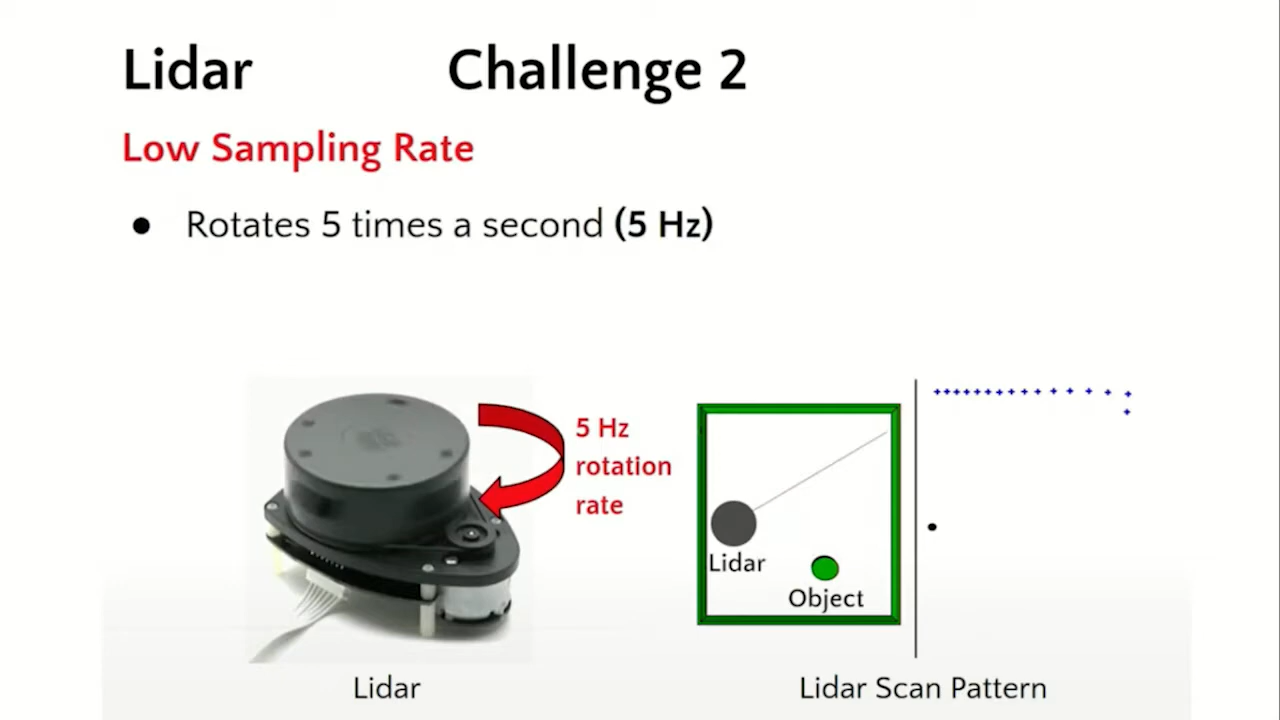 Lidar Challenge 2
Low Sampling Rate
● Rotates 5 times a second (5 Hz)
5 Hz
rotation
rate
Lidar
Object
Lidar
Lidar Scan Pattern